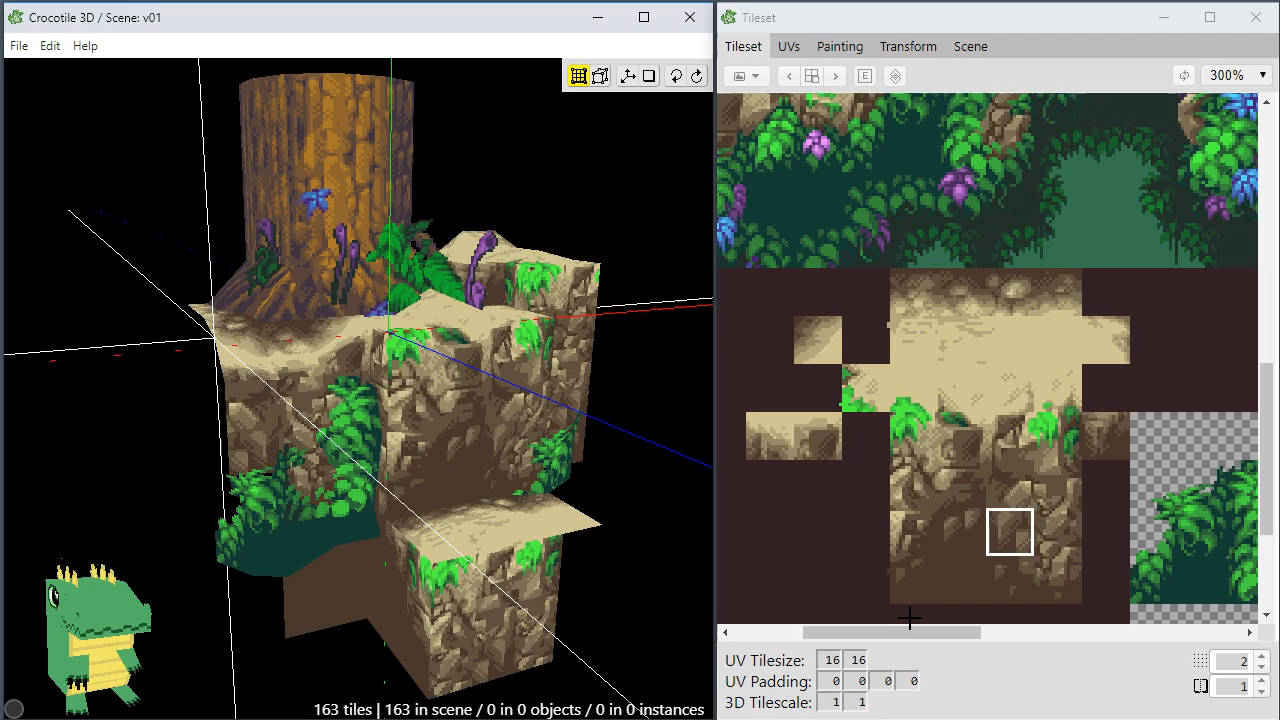 Crocotile 3D / Scene: v01
File Edit Help
163 tiles | 163 in scene / 0 in 0 objects / 0 in 0 instances
Tileset
Tileset UVs Painting Transform Scene
E 300%
UV Tilesize: 16 16 2
UV Padding: 0 0 0 0 1
3D Tilescale: 1 1